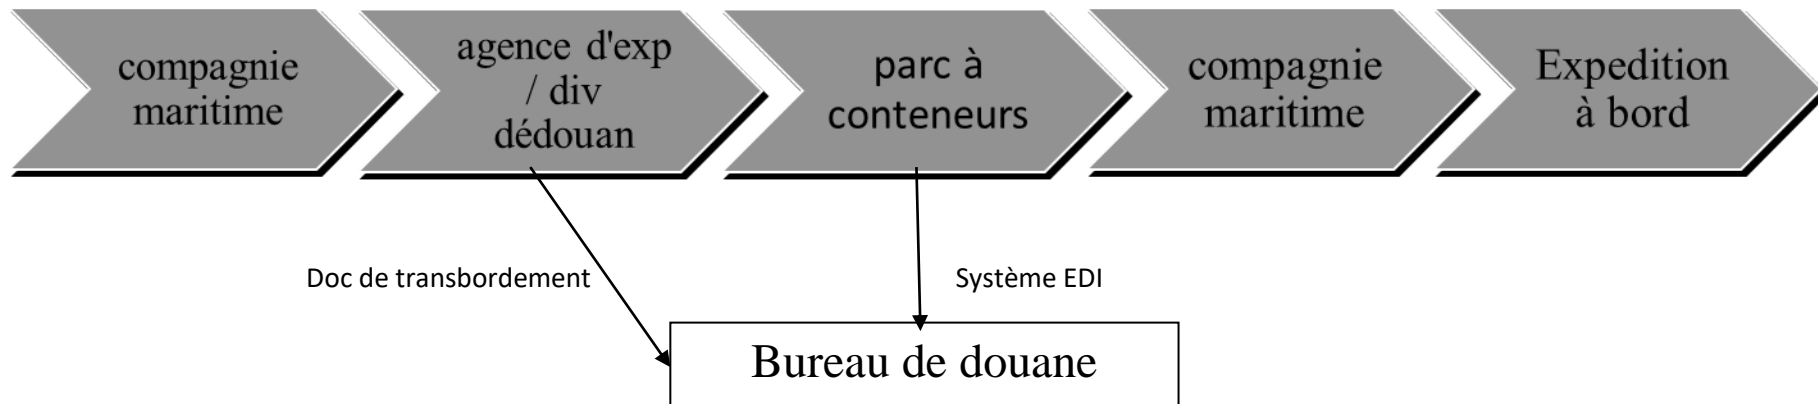 compagnie
maritime
agence d'exp
/ div
dédouan
parc à
conteneurs
compagnie
maritime
Expedition
à bord
Doc de transbordement
Système EDI
Bureau de douane